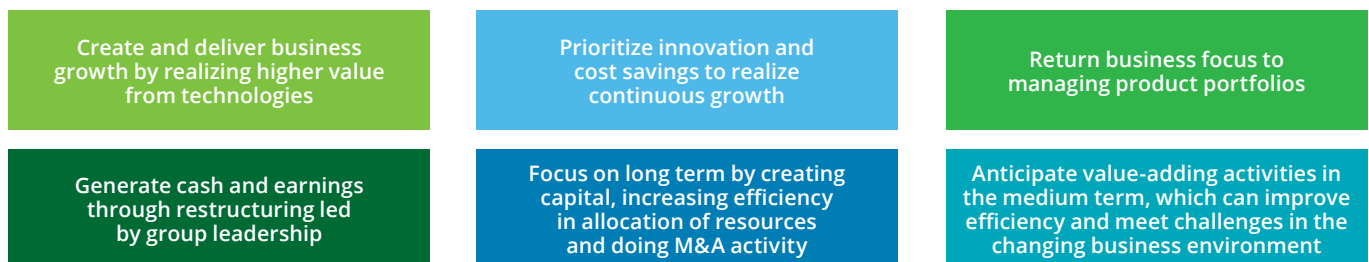 Create and deliver business
growth by realizing higher value
from technologies
Prioritize innovation and
cost savings to realize
continuous growth
Return business focus to
managing product portfolios
Generate cash and earnings
through restructuring led
by group leadership
Focus on long term by creating
capital, increasing efficiency
in allocation of resources
and doing M&A activity
Anticipate value-adding activities in
the medium term, which can improve
efficiency and meet challenges in the
changing business environment